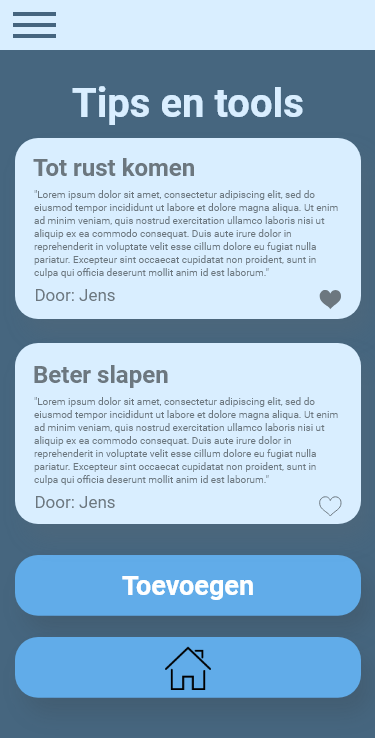 Tips en tools
Tot rust komen
"Lorem ipsum dolor sit amet, consectetur adipiscing elit, sed do
eiusmod tempor incididunt ut labore et dolore magna aliqua. Ut enim
ad minim veniam, quis nostrud exercitation ullamco laboris nisi ut
aliquip ex ea commodo consequat. Duis aute irure dolor in
reprehenderit in voluptate velit esse cillum dolore eu fugiat nulla
pariatur. Excepteur sint occaecat cupidatat non proident, sunt in
culpa qui officia deserunt mollit anim id est laborum."
Door: Jens
Beter slapen
"Lorem ipsum dolor sit amet, consectetur adipiscing elit, sed do
eiusmod tempor incididunt ut labore et dolore magna aliqua. Ut enim
ad minim veniam, quis nostrud exercitation ullamco laboris nisi ut
aliquip ex ea commodo consequat. Duis aute irure dolor in
reprehenderit in voluptate velit esse cillum dolore eu fugiat nulla
pariatur. Excepteur sint occaecat cupidatat non proident, sunt in
culpa qui officia deserunt mollit anim id est laborum."
Door: Jens
Toevoegen